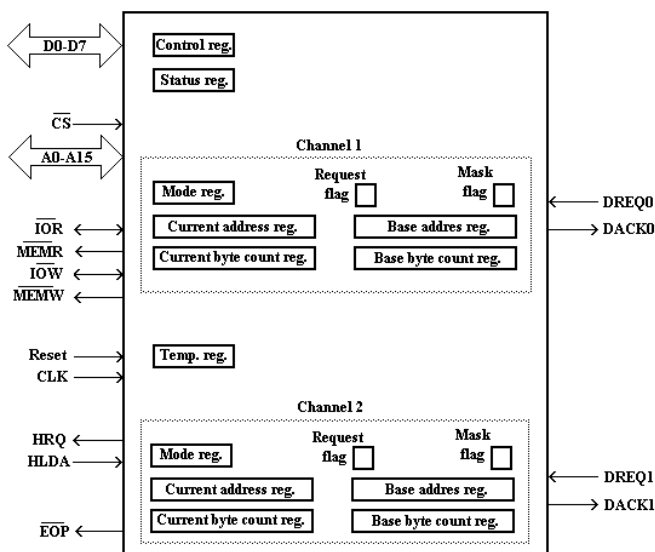 D0-D7
Control reg.
Status reg.
CS
A0-A15
Channel 1
Mode reg.
Request
flag
Mask
flag
Current address reg.
Base addres reg.
Current byte count reg.
Base byte count reg.
DREQ0
DACK0
IOR
MEMR
IOW
MEMW
Reset
CLK
Temp. reg.
Channel 2
HRQ
HLDA
Mode reg.
Request
flag
Mask
flag
Current address reg.
Base addres reg.
Current byte count reg.
Base byte count reg.
DREQ1
DACK1
EOP